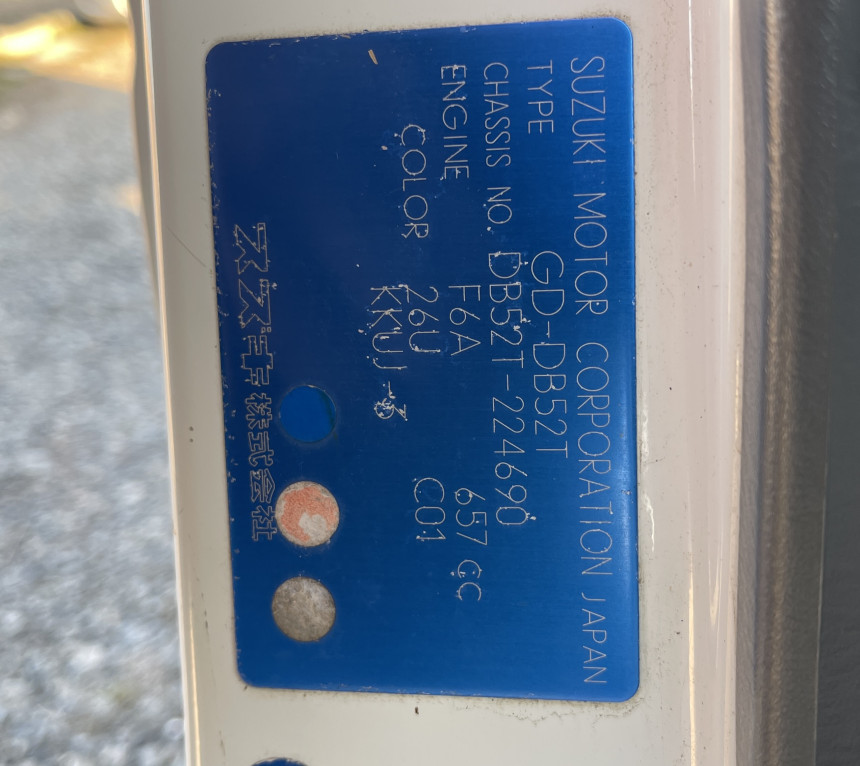 SUZUKI MOTOR CORPORATION JAPAN
TYPE GD-DB52T
CHASSIS NO. DB52T-224690
ENGINE F6A 657 CC
COLOR 26U C01
KKUJ-3
スズキ株式会社